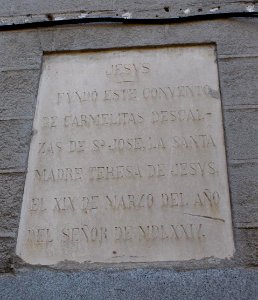 JESVS
FVNDO ESTE CONVENTO
DE CARMELITAS DESCAL-
ZAS DE Sⁿ JOSE, LA SANTA
MADRE TERESA DE JESVS,
EL XIX DE MARZO DEL AÑO
DEL SEÑOR DE MDLXXIV